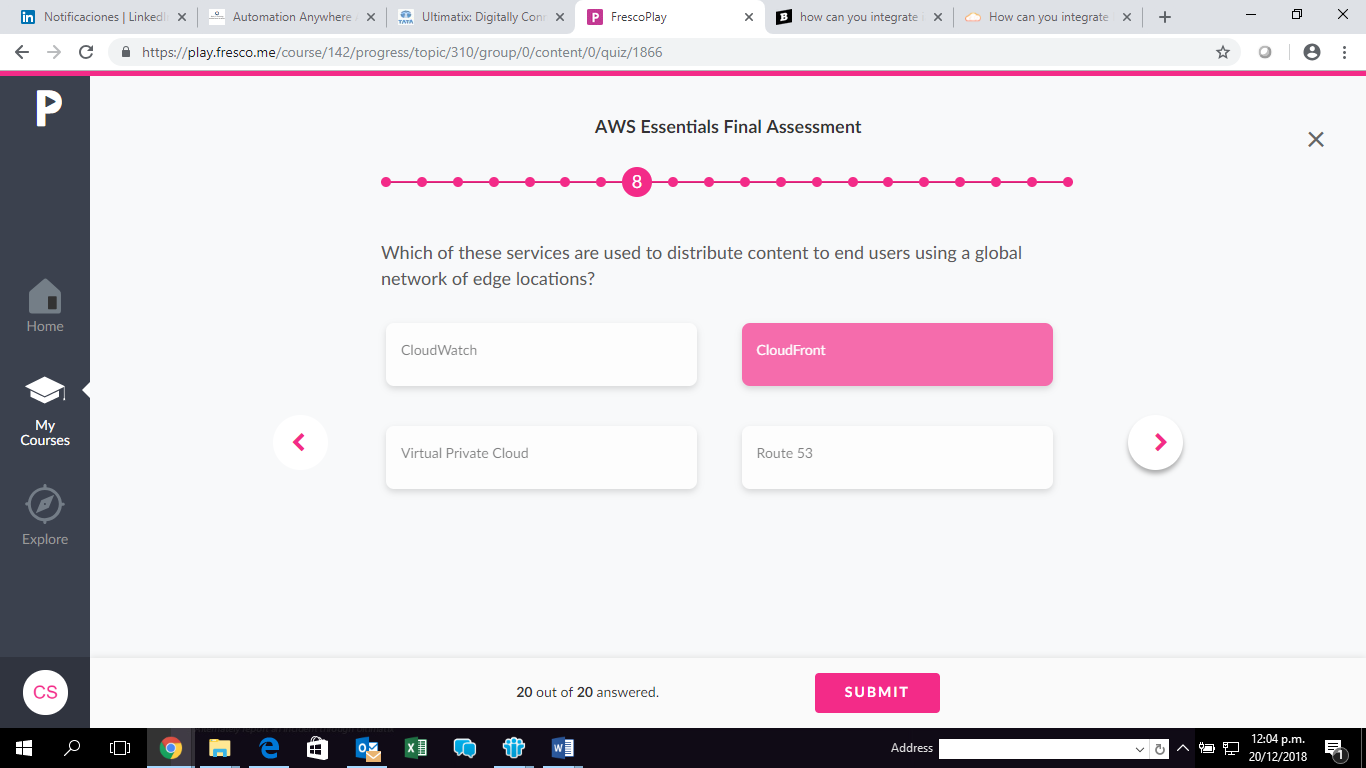 Notificaciones | LinkedI
Automation Anywhere
Ultimatix: Digitally Conn
FrescoPlay
how can you integrate
How can you integrate
https://play.fresco.me/course/142/progress/topic/310/group/0/content/0/quiz/1866
AWS Essentials Final Assessment
8
Which of these services are used to distribute content to end users using a global
network of edge locations?
CloudWatch
CloudFront
Virtual Private Cloud
Route 53
Home
My
Courses
Explore
CS
20 out of 20 answered.
SUBMIT
Address
12:04 p.m.
20/12/2018
1